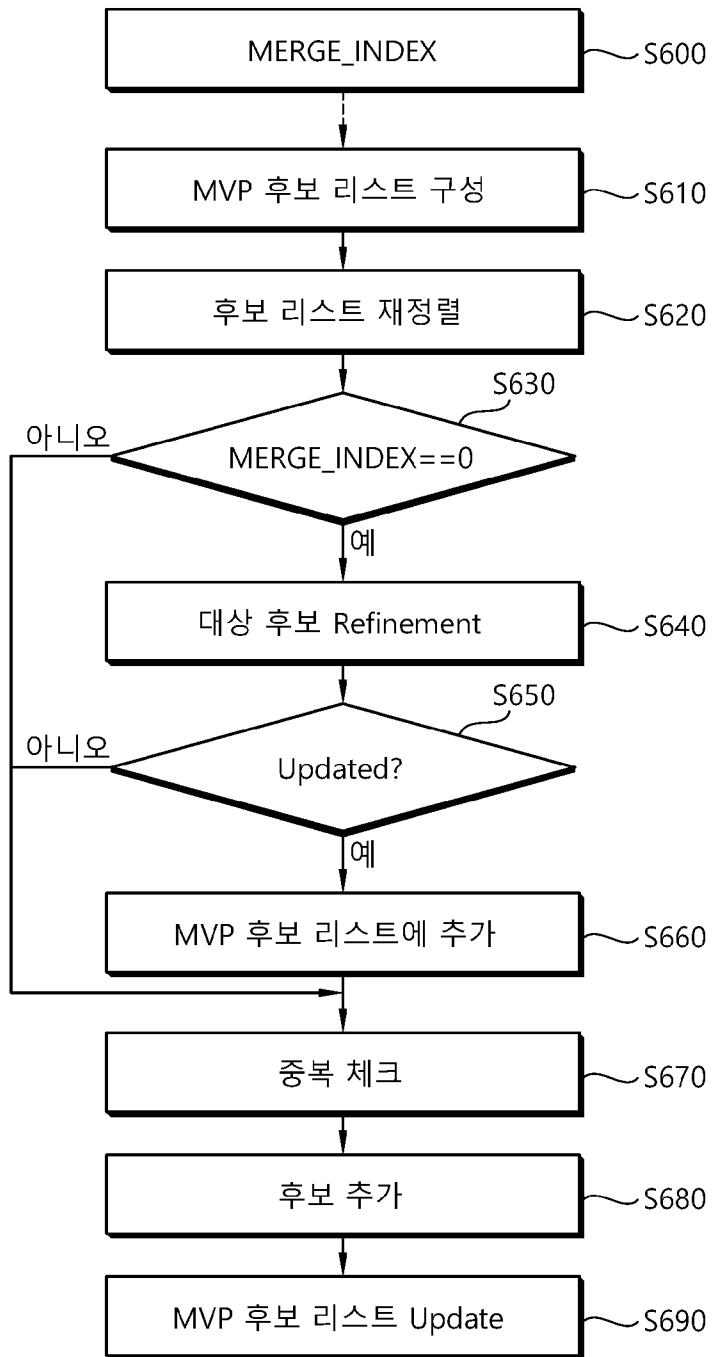 MERGE_INDEX
S600
MVP 후보 리스트 구성
S610
후보 리스트 재정렬
S620
S630
아니오
MERGE_INDEX==0
예
대상 후보 Refinement
S640
S650
아니오
Updated?
예
MVP 후보 리스트에 추가
S660
중복 체크
S670
후보 추가
S680
MVP 후보 리스트 Update
S690